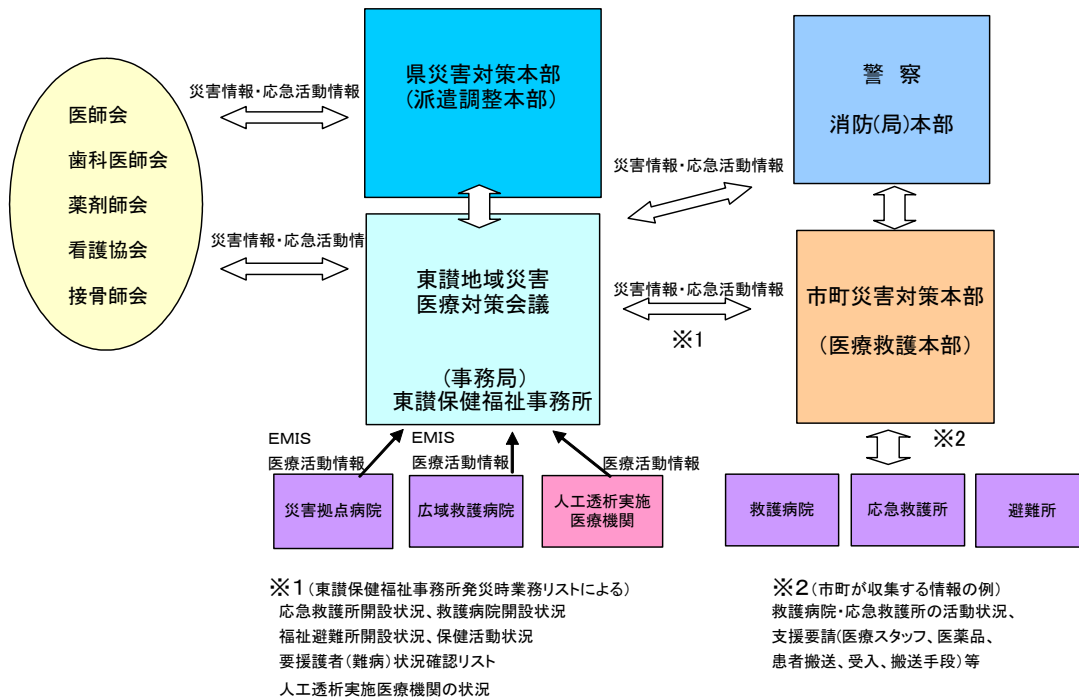 医師会
歯科医師会
薬剤師会
看護協会
接骨師会
災害情報・応急活動情報
県災害対策本部
(派遣調整本部)
警　察
消防(局)本部
災害情報・応急活動情報
災害情報・応急活動情
東讃地域災害
医療対策会議
(事務局)
東讃保健福祉事務所
災害情報・応急活動情報
※1
市町災害対策本部
(医療救護本部)
※2
EMIS
医療活動情報
EMIS
医療活動情報
医療活動情報
災害拠点病院
広域救護病院
人工透析実施
医療機関
救護病院
応急救護所
避難所
※1(東讃保健福祉事務所発災時業務リストによる)
応急救護所開設状況、救護病院開設状況
福祉避難所開設状況、保健活動状況
要援護者(難病)状況確認リスト
人工透析実施医療機関の状況
※2(市町が収集する情報の例)
救護病院・応急救護所の活動状況、
支援要請(医療スタッフ、医薬品、
患者搬送、受入、搬送手段)等